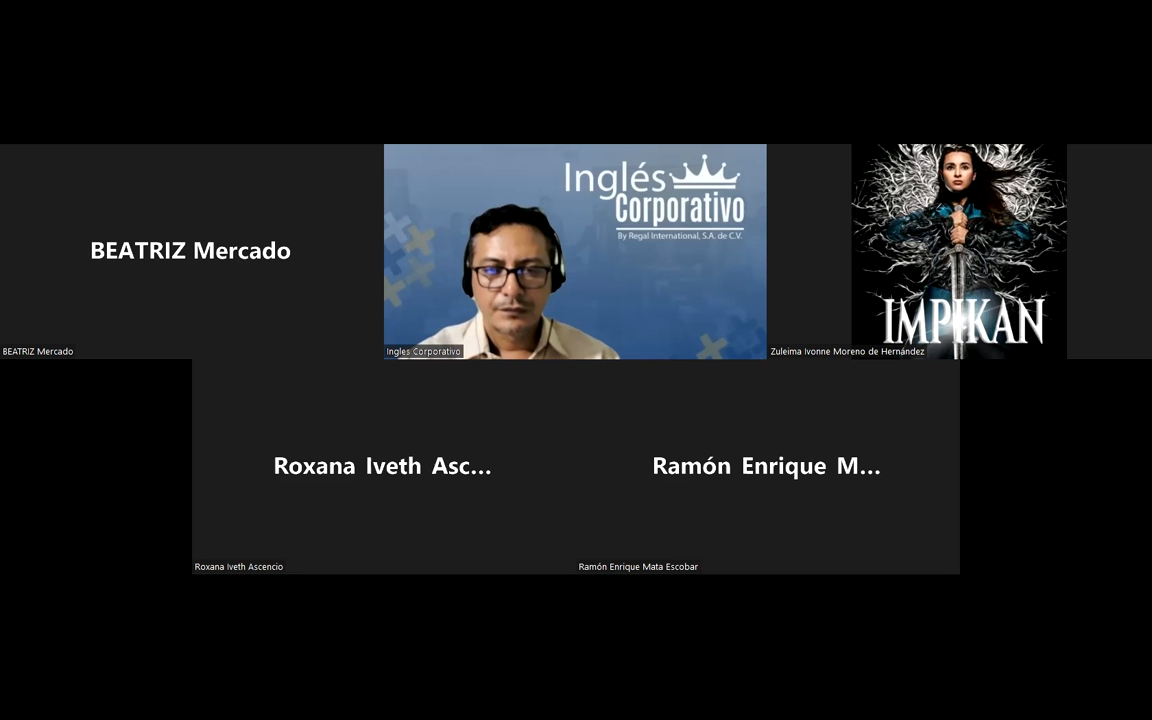 BEATRIZ Mercado
BEATRIZ Mercado
Inglés
Corporativo
By Regal International, S.A. de C.V.
Ingles Corporativo
IMPIKAN
Zuleima Ivonne Moreno de Hernández
Roxana Iveth Asc...
Roxana Iveth Ascencio
Ramón Enrique M...
Ramón Enrique Mata Escobar